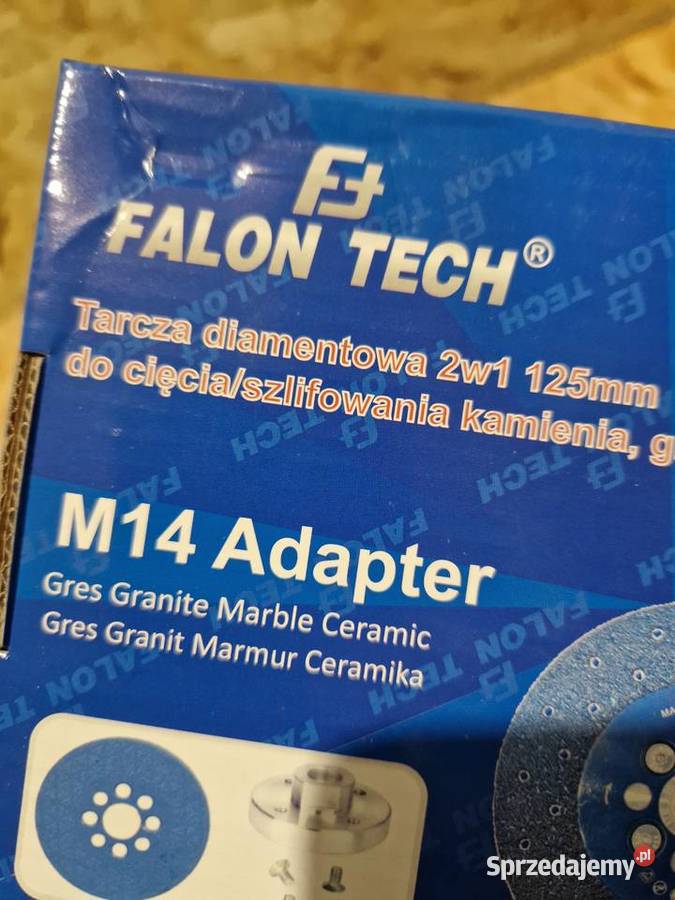 FALON TECH®
Tarcza diamentowa 2w1 125mm
do cięcia/szlifowania kamienia, g
M14 Adapter
Gres Granite Marble Ceramic
Gres Granit Marmur Ceramika
Sprzedajemy.pl